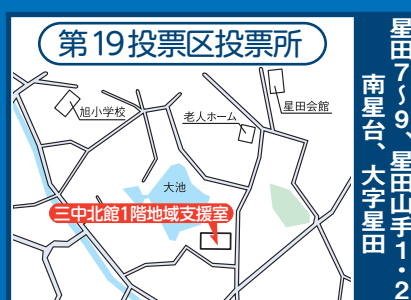 第19投票区投票所
星田7～9、星田山手1・2
南星台、大字星田
旭小学校
老人ホーム
星田会館
大池
三中北館1階地域支援室